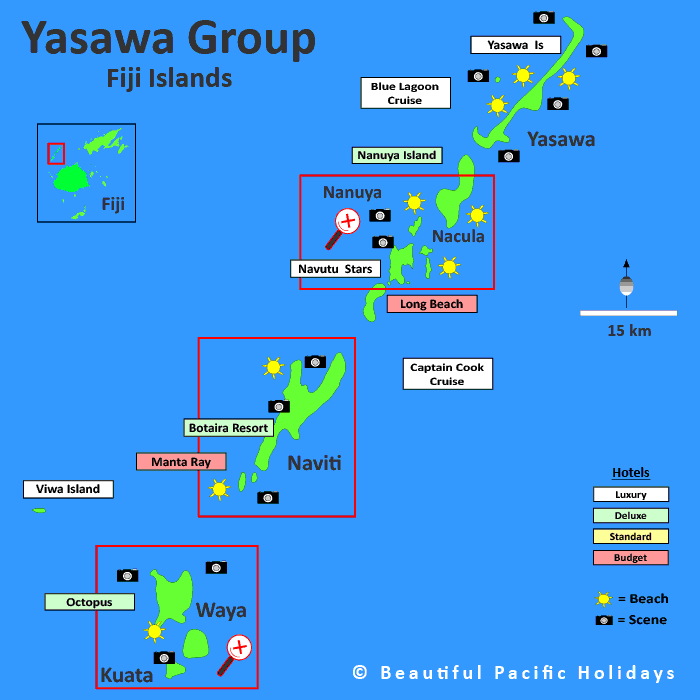 Yasawa Group
Fiji Islands
Yasawa Is
Blue Lagoon
Cruise
Yasawa
Nanuya Island
Fiji
Nanuya
Nacula
Navutu Stars
Long Beach
15 km
Captain Cook
Cruise
Botaira Resort
Manta Ray
Naviti
Viwa Island
Hotels
Luxury
Deluxe
Standard
Budget
= Beach
= Scene
Octopus
Waya
Kuata
© Beautiful Pacific Holidays